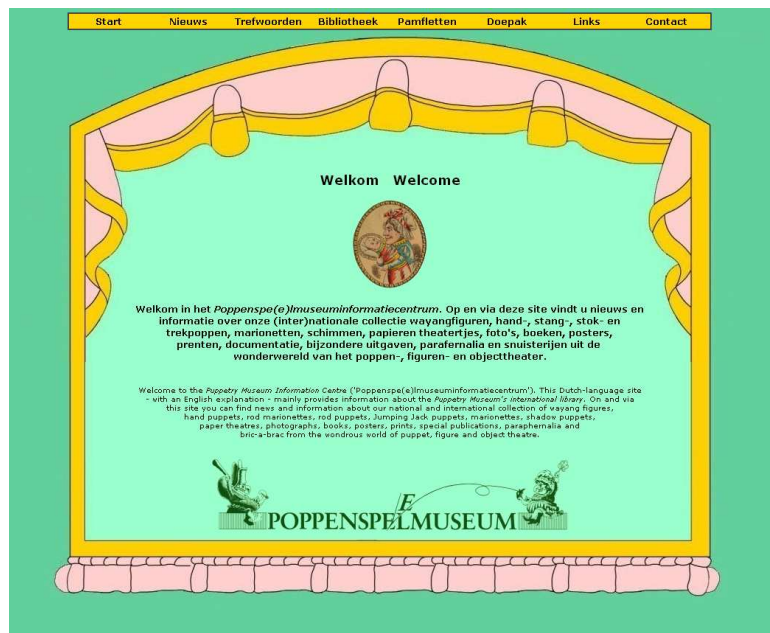 Start Nieuws Trefwoorden Bibliotheek Pamfletten Doepak Links Contact
Welkom Welcome
Welkom in het Poppenspe(e)lmuseuminformatiecentrum. Op en via deze site vindt u nieuws en
informatie over onze (inter)nationale collectie wayangfiguren, hand-, stang-, stok- en
trekpoppen, marionetten, schimmen, papieren theatertjes, foto's, boeken, posters,
prenten, documentatie, bijzondere uitgaven, parafernalia en snuisterijen uit de
wonderwereld van het poppen-, figuren- en objecttheater.
Welcome to the Puppetry Museum Information Centre ('Poppenspe(e)lmuseuminformatiecentrum'). This Dutch-language site
- with an English explanation - mainly provides information about the Puppetry Museum's international library. On and via
this site you can find news and information about our national and international collection of vayang figures,
hand puppets, rod marionettes, rod puppets, Jumping Jack puppets, marionettes, shadow puppets,
paper theatres, photographs, books, posters, prints, special publications, paraphernalia and
bric-a-brac from the wondrous world of puppet, figure and object theatre.
E
POPPENSPELMUSEUM